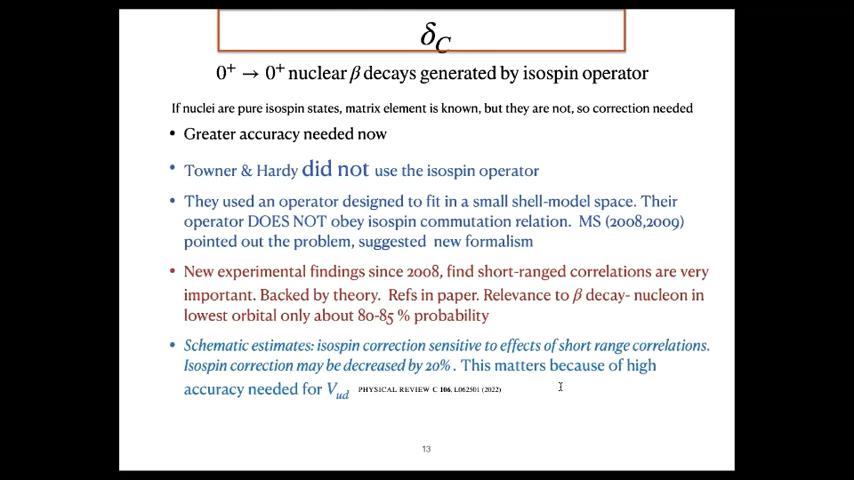 δ_C
0⁺ → 0⁺ nuclear β decays generated by isospin operator
If nuclei are pure isospin states, matrix element is known, but they are not, so correction needed
• Greater accuracy needed now
• Towner & Hardy did not use the isospin operator
• They used an operator designed to fit in a small shell-model space. Their
operator DOES NOT obey isospin commutation relation. MS (2008,2009)
pointed out the problem, suggested new formalism
• New experimental findings since 2008, find short-ranged correlations are very
important. Backed by theory. Refs in paper. Relevance to β decay- nucleon in
lowest orbital only about 80-85 % probability
• Schematic estimates: isospin correction sensitive to effects of short range correlations.
Isospin correction may be decreased by 20% . This matters because of high
accuracy needed for V_ud PHYSICAL REVIEW C 106, L062501 (2022)
13